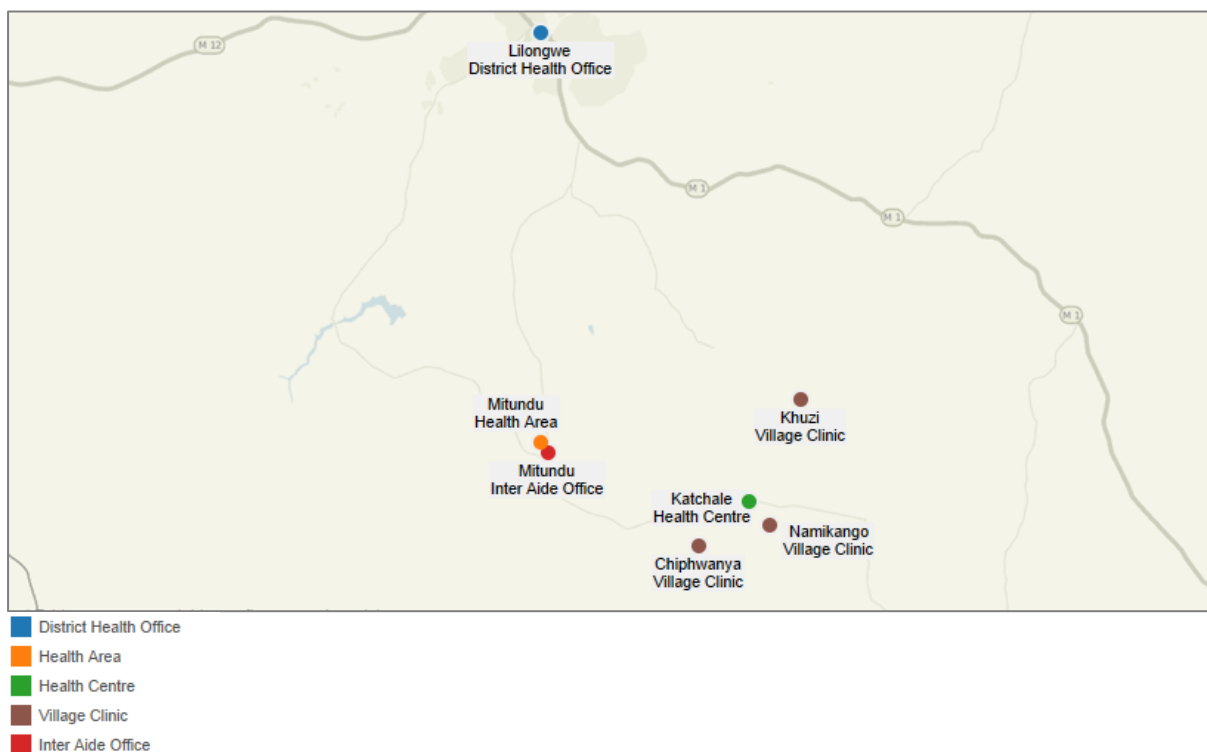 M 12
Lilongwe
District Health Office
M 1
M 1
M 1
Mitundu
Health Area
Khuzi
Village Clinic
Mitundu
Inter Aide Office
Katchale
Health Centre
Namikango
Village Clinic
Chiphwanya
Village Clinic
District Health Office
Health Area
Health Centre
Village Clinic
Inter Aide Office